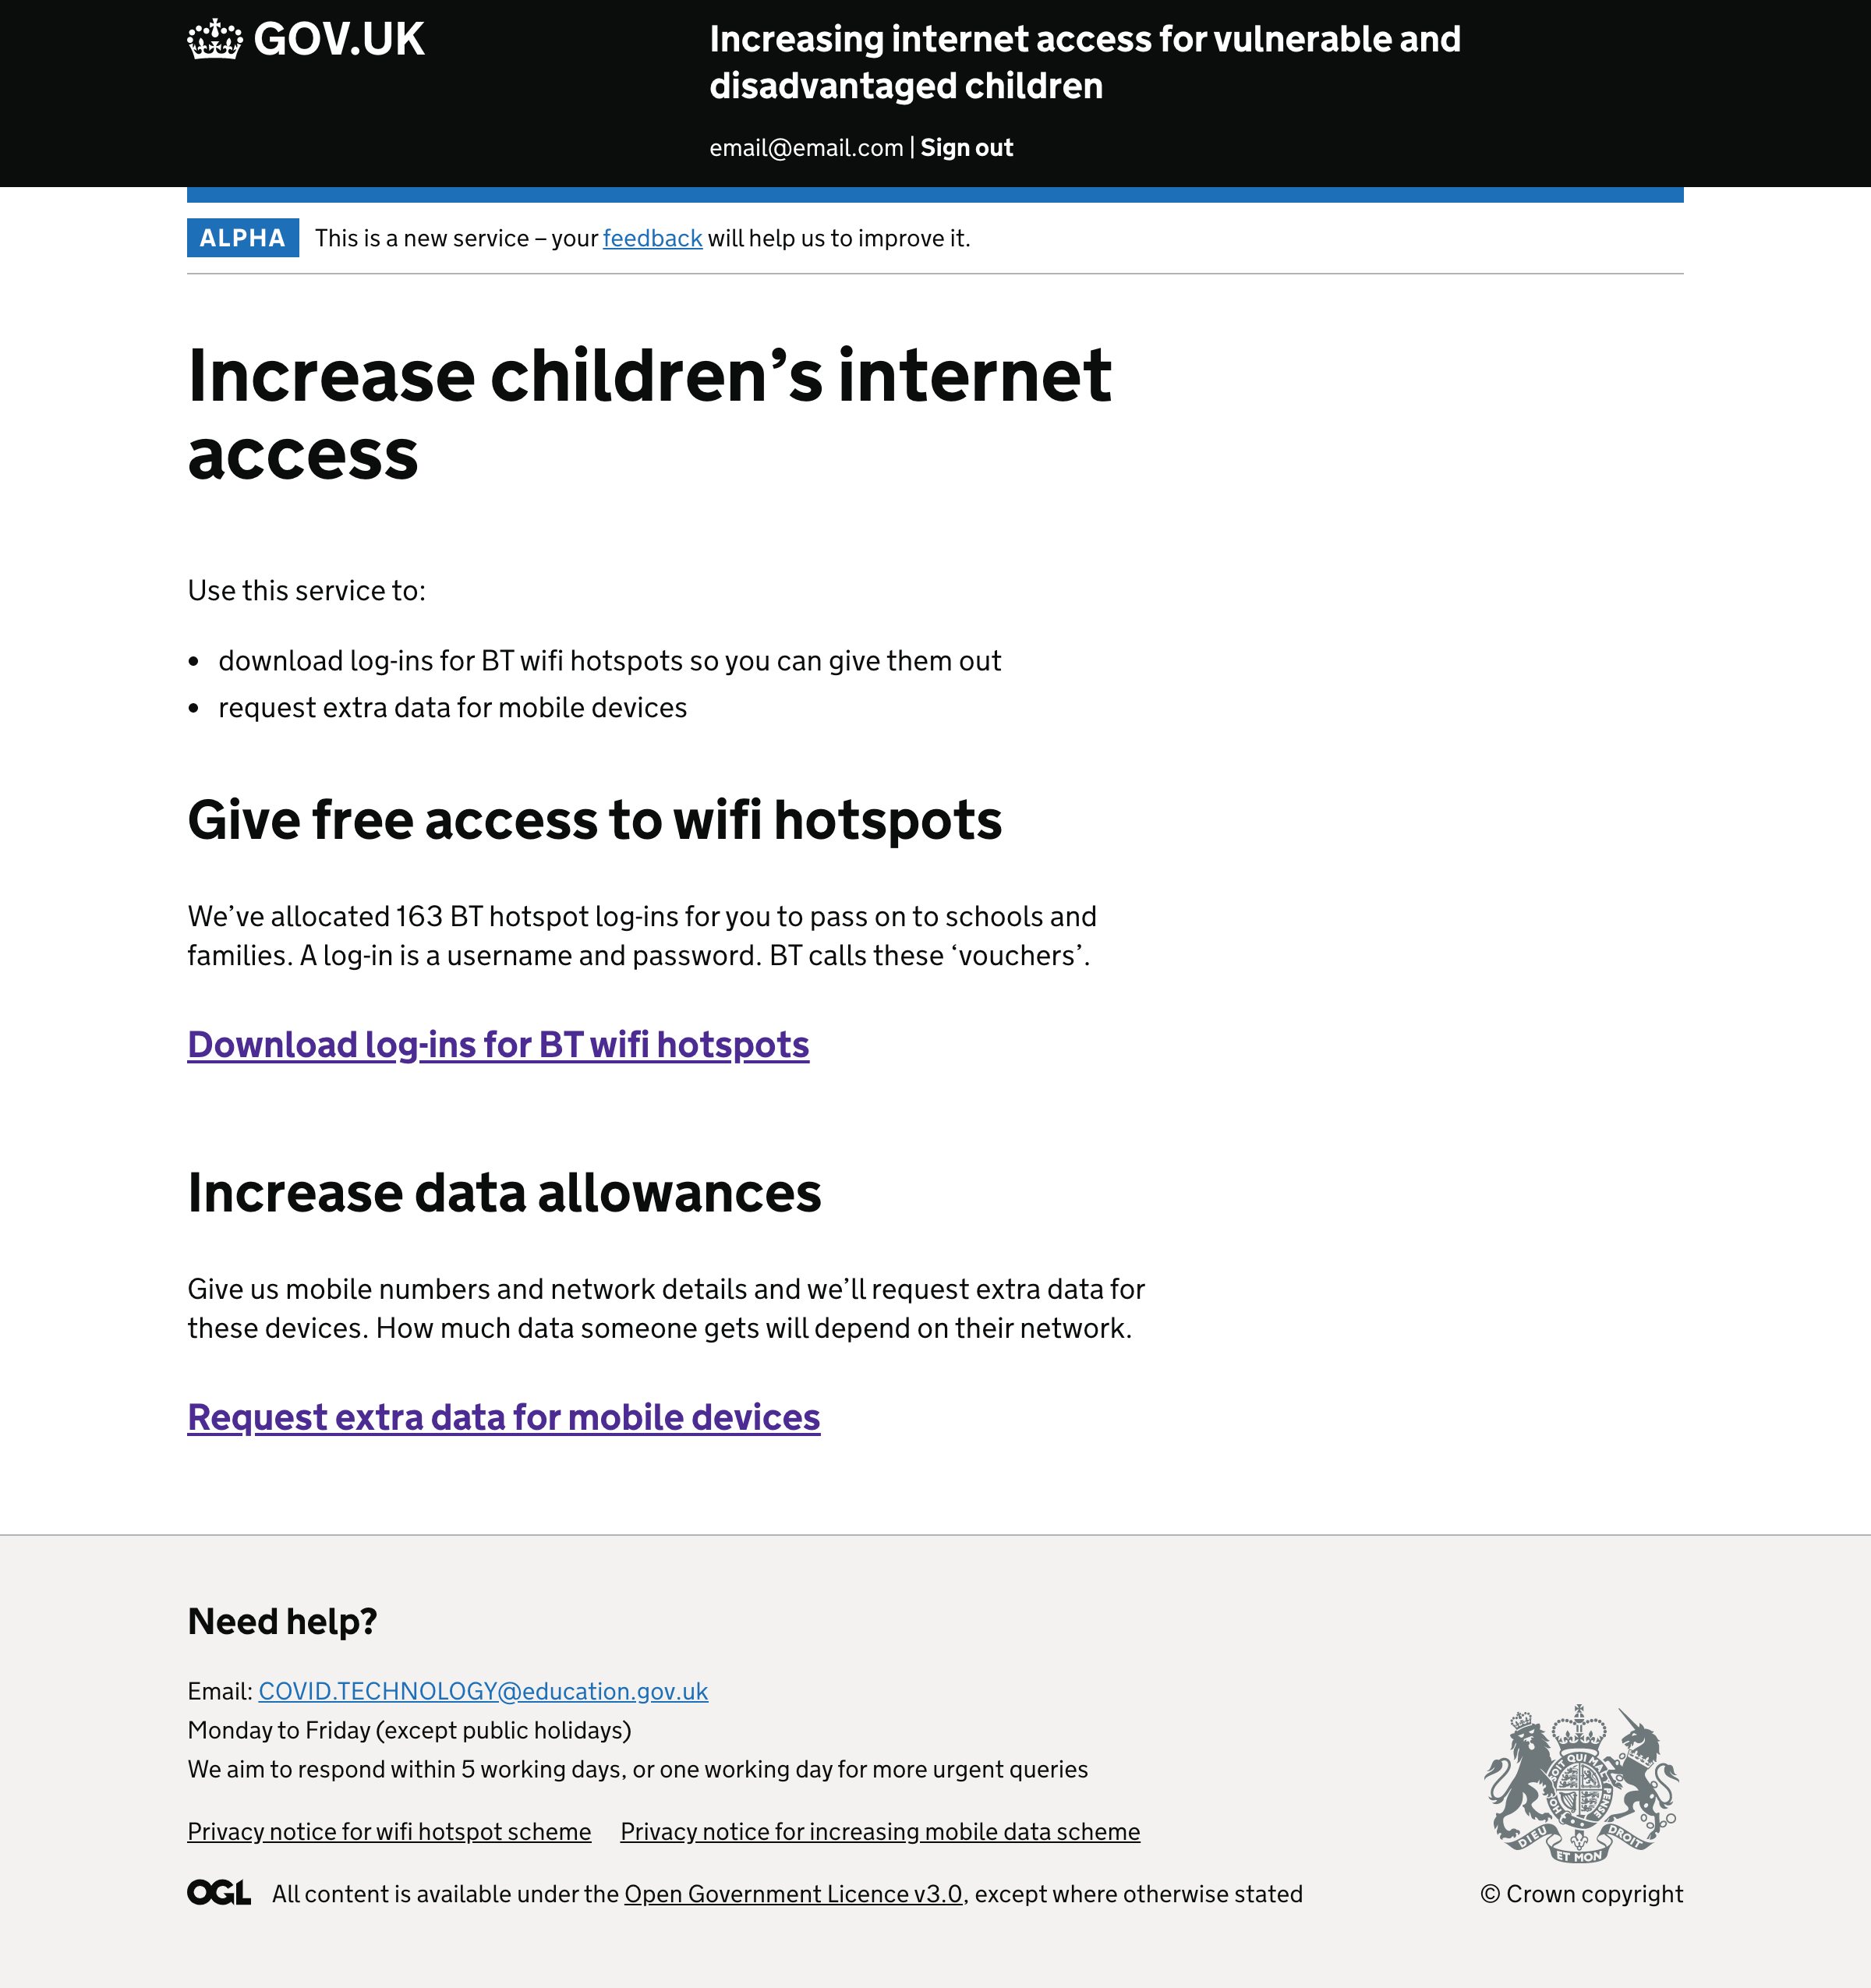 GOV.UK
Increasing internet access for vulnerable and
disadvantaged children
email@email.com | Sign out
ALPHA This is a new service – your feedback will help us to improve it.
Increase children’s internet
access
Use this service to:
• download log-ins for BT wifi hotspots so you can give them out
• request extra data for mobile devices
Give free access to wifi hotspots
We’ve allocated 163 BT hotspot log-ins for you to pass on to schools and
families. A log-in is a username and password. BT calls these ‘vouchers’.
Download log-ins for BT wifi hotspots
Increase data allowances
Give us mobile numbers and network details and we’ll request extra data for
these devices. How much data someone gets will depend on their network.
Request extra data for mobile devices
Need help?
Email: COVID.TECHNOLOGY@education.gov.uk
Monday to Friday (except public holidays)
We aim to respond within 5 working days, or one working day for more urgent queries
Privacy notice for wifi hotspot scheme Privacy notice for increasing mobile data scheme
OGL All content is available under the Open Government Licence v3.0, except where otherwise stated
SOIT QUI MAL Y PENSE
HON
DIEU ET MON DROIT
© Crown copyright